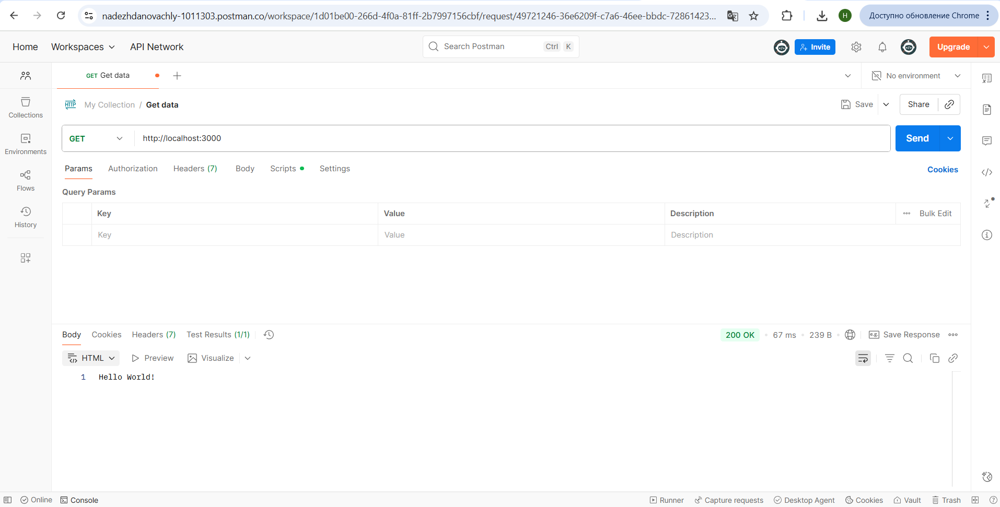 nadezhdanovachly-1011303.postman.co/workspace/1d01be00-266d-4f0a-81ff-2b7997156cbf/request/49721246-36e6209f-c7a6-46ee-bbdc-72861423...
H
Доступно обновление Chrome
Home Workspaces API Network
Search Postman Ctrl K
Invite
Upgrade
GET Get data
No environment
HTTP My Collection / Get data
Save
Share
Collections
Environments
Flows
History
GET http://localhost:3000
Send
Params Authorization Headers (7) Body Scripts Settings
Cookies
Query Params
Key Value Description Bulk Edit
Key Value Description
Body Cookies Headers (7) Test Results (1/1)
200 OK 67 ms 239 B e.g. Save Response
HTML Preview Visualize
1 Hello World!
Online Console
Runner Capture requests Desktop Agent Cookies Vault Trash